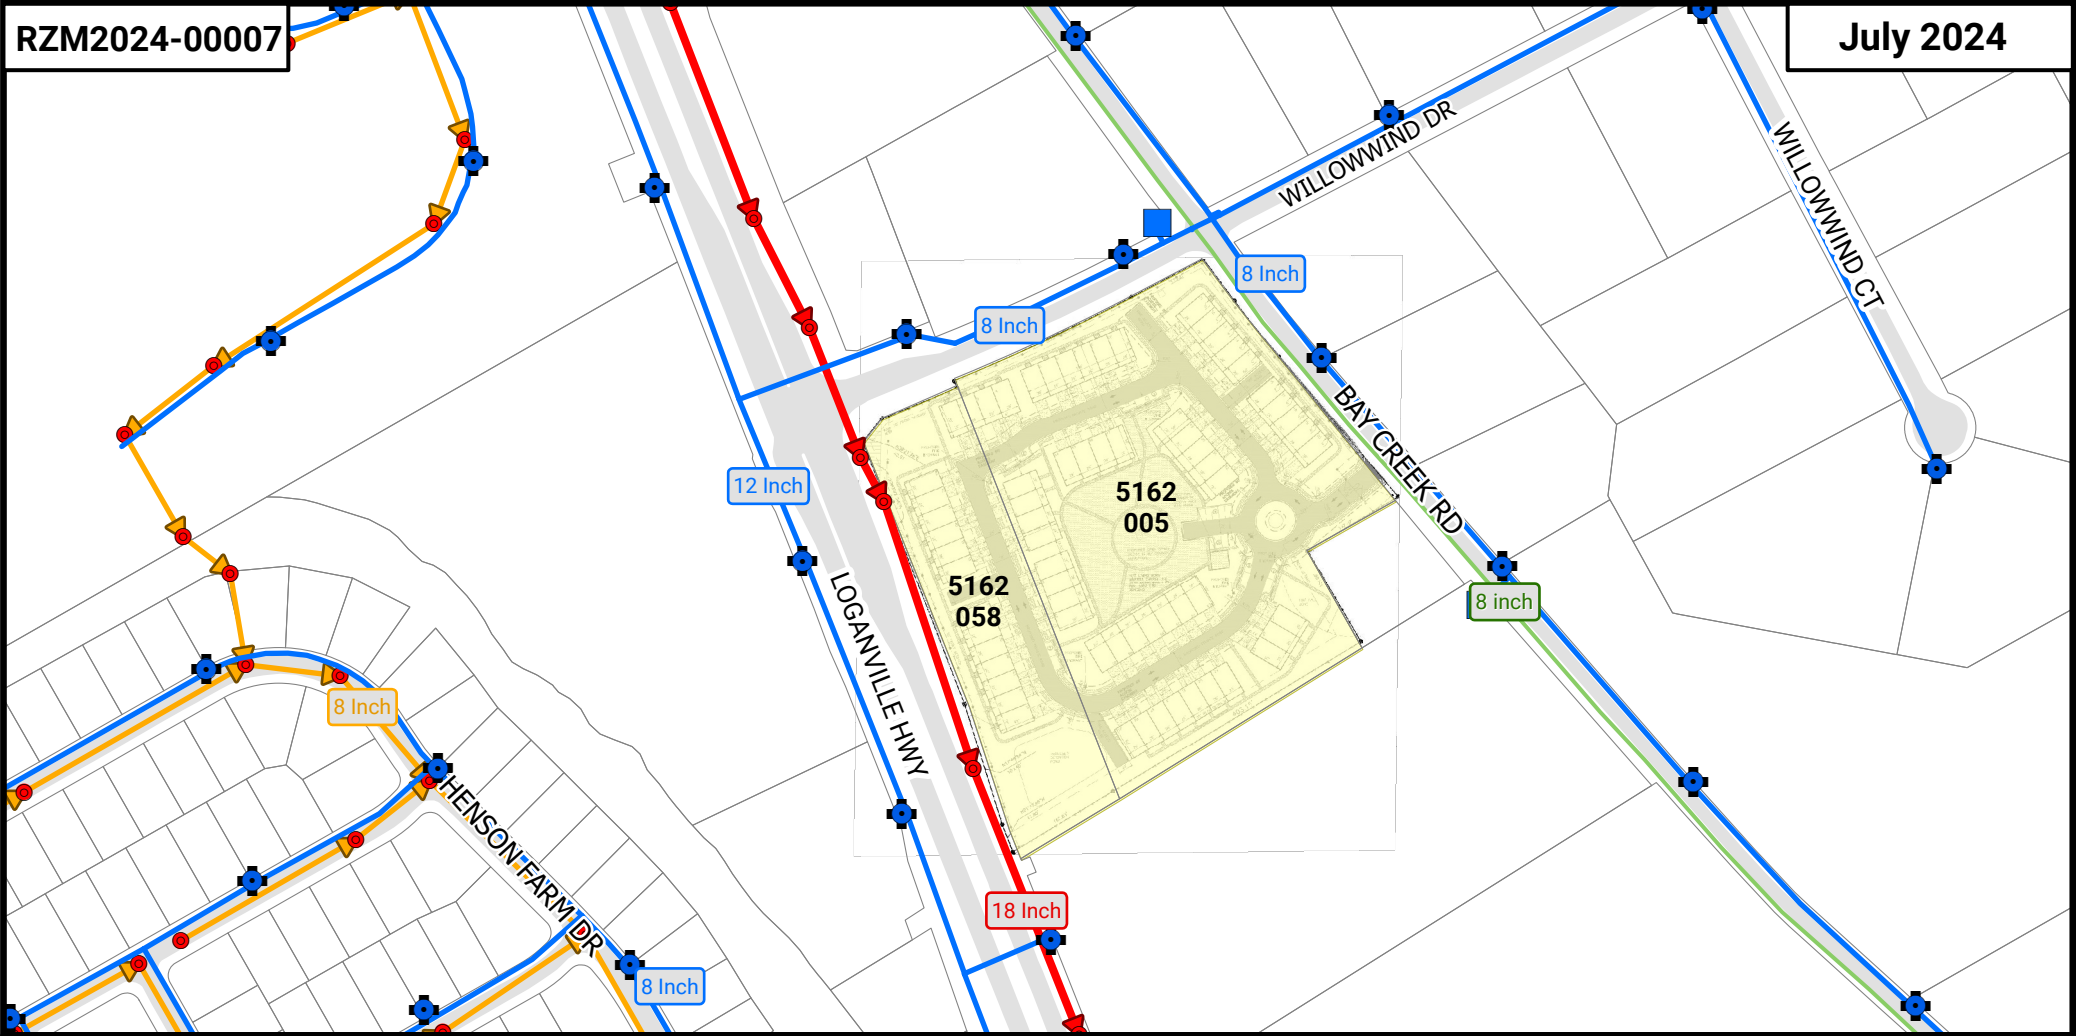 RZM2024-00007
July 2024
WILLOWWIND DR
WILLOWWIND CT
8 Inch
8 Inch
BAY CREEK RD
12 Inch
5162
005
5162
058
LOGANVILLE HWY
8 inch
8 Inch
HENSON FARM DR
18 Inch
8 Inch